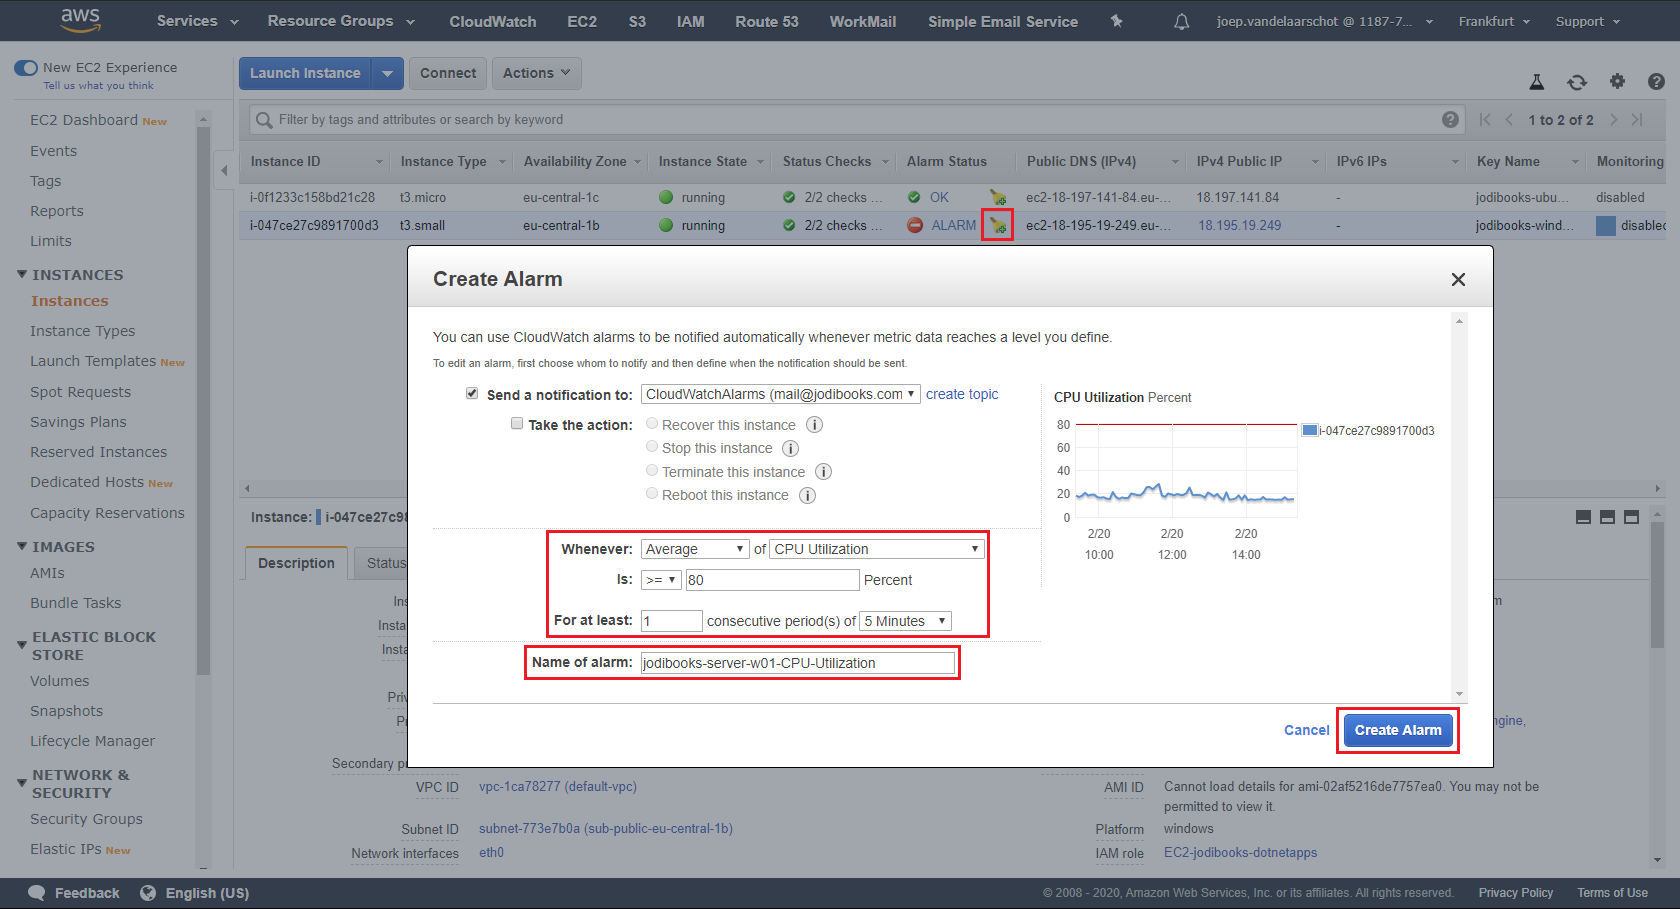 aws Services Resource Groups CloudWatch EC2 S3 IAM Route 53 WorkMail Simple Email Service joep.vandelaarschot @ 1187-7... Frankfurt Support
New EC2 Experience
Tell us what you think
Launch Instance Connect Actions
Filter by tags and attributes or search by keyword 1 to 2 of 2
Instance ID Instance Type Availability Zone Instance State Status Checks Alarm Status Public DNS (IPv4) IPv4 Public IP IPv6 IPs Key Name Monitoring
i-0f1233c158bd21c28 t3.micro eu-central-1c running 2/2 checks ... OK ec2-18-197-141-84.eu-... 18.197.141.84 - jodibooks-ubu... disabled
i-047ce27c9891700d3 t3.small eu-central-1b running 2/2 checks ... ALARM ec2-18-195-19-249.eu-... 18.195.19.249 - jodibooks-wind... disabled
EC2 Dashboard New
Events
Tags
Reports
Limits
INSTANCES
Instances
Instance Types
Launch Templates New
Spot Requests
Savings Plans
Reserved Instances
Dedicated Hosts New
Capacity Reservations
IMAGES
AMIs
Bundle Tasks
ELASTIC BLOCK
STORE
Volumes
Snapshots
Lifecycle Manager
NETWORK &
SECURITY
Security Groups
Elastic IPs New
Create Alarm
You can use CloudWatch alarms to be notified automatically whenever metric data reaches a level you define.
To edit an alarm, first choose whom to notify and then define when the notification should be sent.
Send a notification to: CloudWatchAlarms (mail@jodibooks.com create topic
Take the action: Recover this instance
Stop this instance
Terminate this instance
Reboot this instance
Whenever: Average of CPU Utilization
Is: >= 80 Percent
For at least: 1 consecutive period(s) of 5 Minutes
Name of alarm: jodibooks-server-w01-CPU-Utilization
CPU Utilization Percent
80
60
40
20
0
2/20 2/20 2/20
10:00 12:00 14:00
i-047ce27c9891700d3
Cancel Create Alarm
Instance: i-047ce27c98
Description Status
Ins
Insta
Insta
Priv
P
Secondary pr
VPC ID vpc-1ca78277 (default-vpc)
Subnet ID subnet-773e7b0a (sub-public-eu-central-1b)
Network interfaces eth0
m
ngine,
AMI ID Cannot load details for ami-02af5216de7757ea0. You may not be
permitted to view it.
Platform windows
IAM role EC2-jodibooks-dotnetapps
Feedback English (US) © 2008 - 2020, Amazon Web Services, Inc. or its affiliates. All rights reserved. Privacy Policy Terms of Use